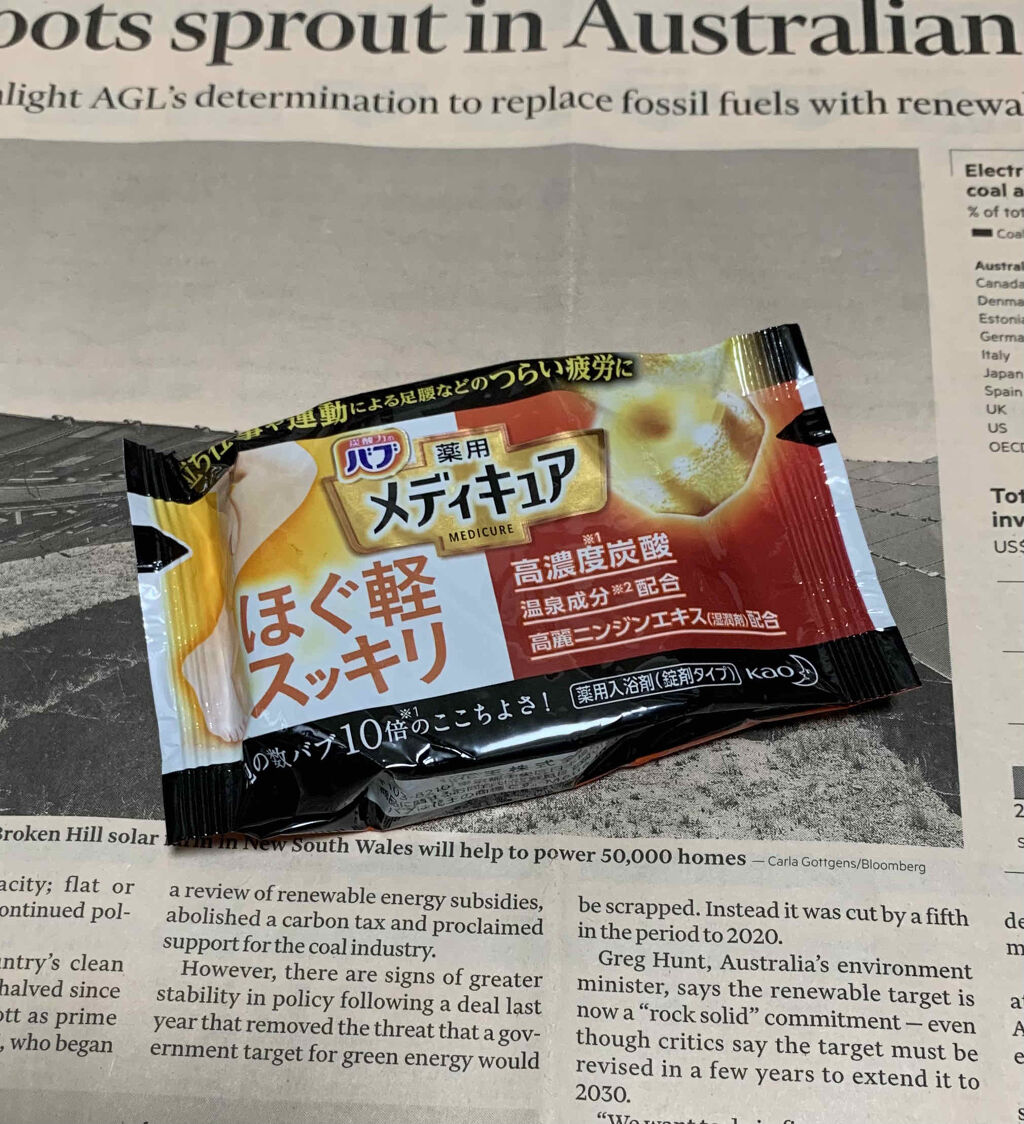 oots sprout in Australian
light AGL's determination to replace fossil fuels with renewa
Electr
coal a
% of tot
Coal
Austral
Canada
Denma
Estonia
Germa
Italy
Japan
Spain
UK
US
OECD
Tot
inv
US$
立ち仕事や運動による足腰などのつらい疲労に
炭酸力の
バブ
薬用
メディキュア
MEDICURE
ほぐ軽
スッキリ
※1
高濃度炭酸
温泉成分※2配合
高麗ニンジンエキス(湿潤剤)配合
薬用入浴剤(錠剤タイプ)
Kao
の数バブ10倍※1のここちよさ!
Broken Hill solar farm in New South Wales will help to power 50,000 homes — Carla Gottgens/Bloomberg
acity; flat or
ontinued pol-
untry's clean
halved since
ott as prime
, who began
a review of renewable energy subsidies,
abolished a carbon tax and proclaimed
support for the coal industry.
However, there are signs of greater
stability in policy following a deal last
year that removed the threat that a gov-
ernment target for green energy would
be scrapped. Instead it was cut by a fifth
in the period to 2020.
Greg Hunt, Australia's environment
minister, says the renewable target is
now a "rock solid" commitment — even
though critics say the target must be
revised in a few years to extend it to
2030.